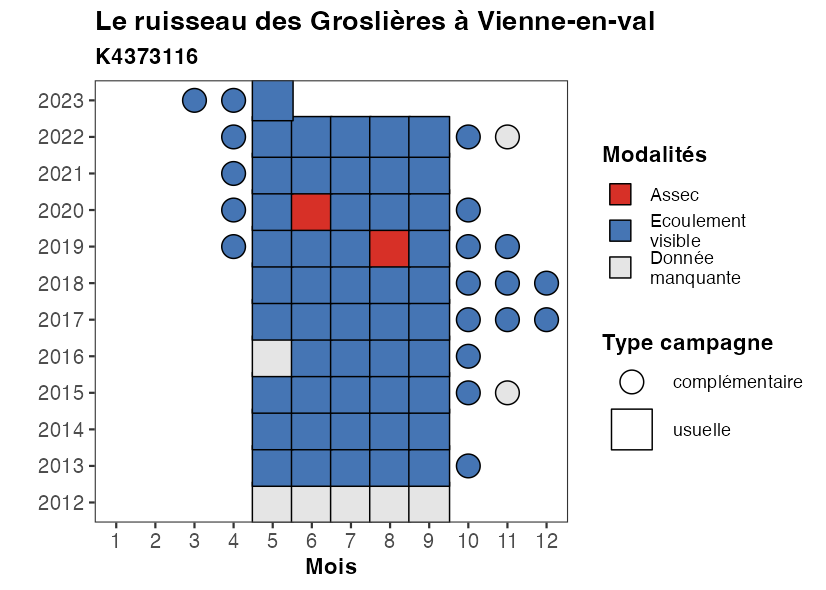 Le ruisseau des Groslières à Vienne-en-val
K4373116
2023
2022
2021
2020
2019
2018
2017
2016
2015
2014
2013
2012
1 2 3 4 5 6 7 8 9 10 11 12
Mois
Modalités
Assec
Ecoulement
visible
Donnée
manquante
Type campagne
complémentaire
usuelle